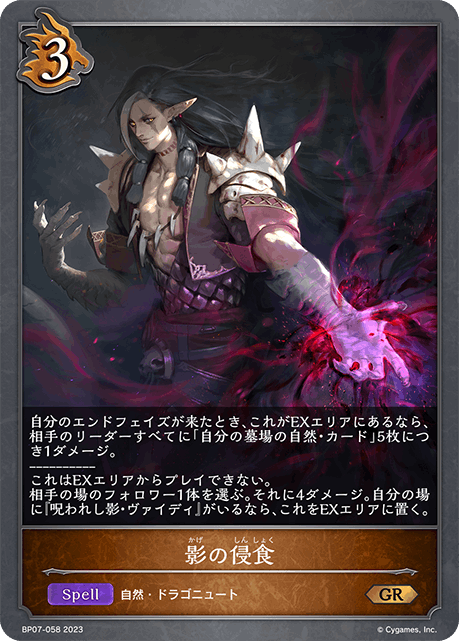 3
自分のエンドフェイズが来たとき、これがEXエリアにあるなら、
相手のリーダーすべてに「自分の墓場の自然・カード」5枚につ
き1ダメージ。
----------
これはEXエリアからプレイできない。
相手の場のフォロワー1体を選ぶ。それに4ダメージ。自分の場
に『呪われし影・ヴァイディ』がいるなら、これをEXエリアに置く。
かげ しんしょく
影の侵食
Spell 自然・ドラゴニュート GR
BP07-058 2023 © Cygames, Inc.